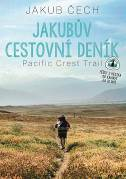 JAKUB ČECH
JAKUBŮV
CESTOVNÍ DENÍK
Pacific Crest Trail